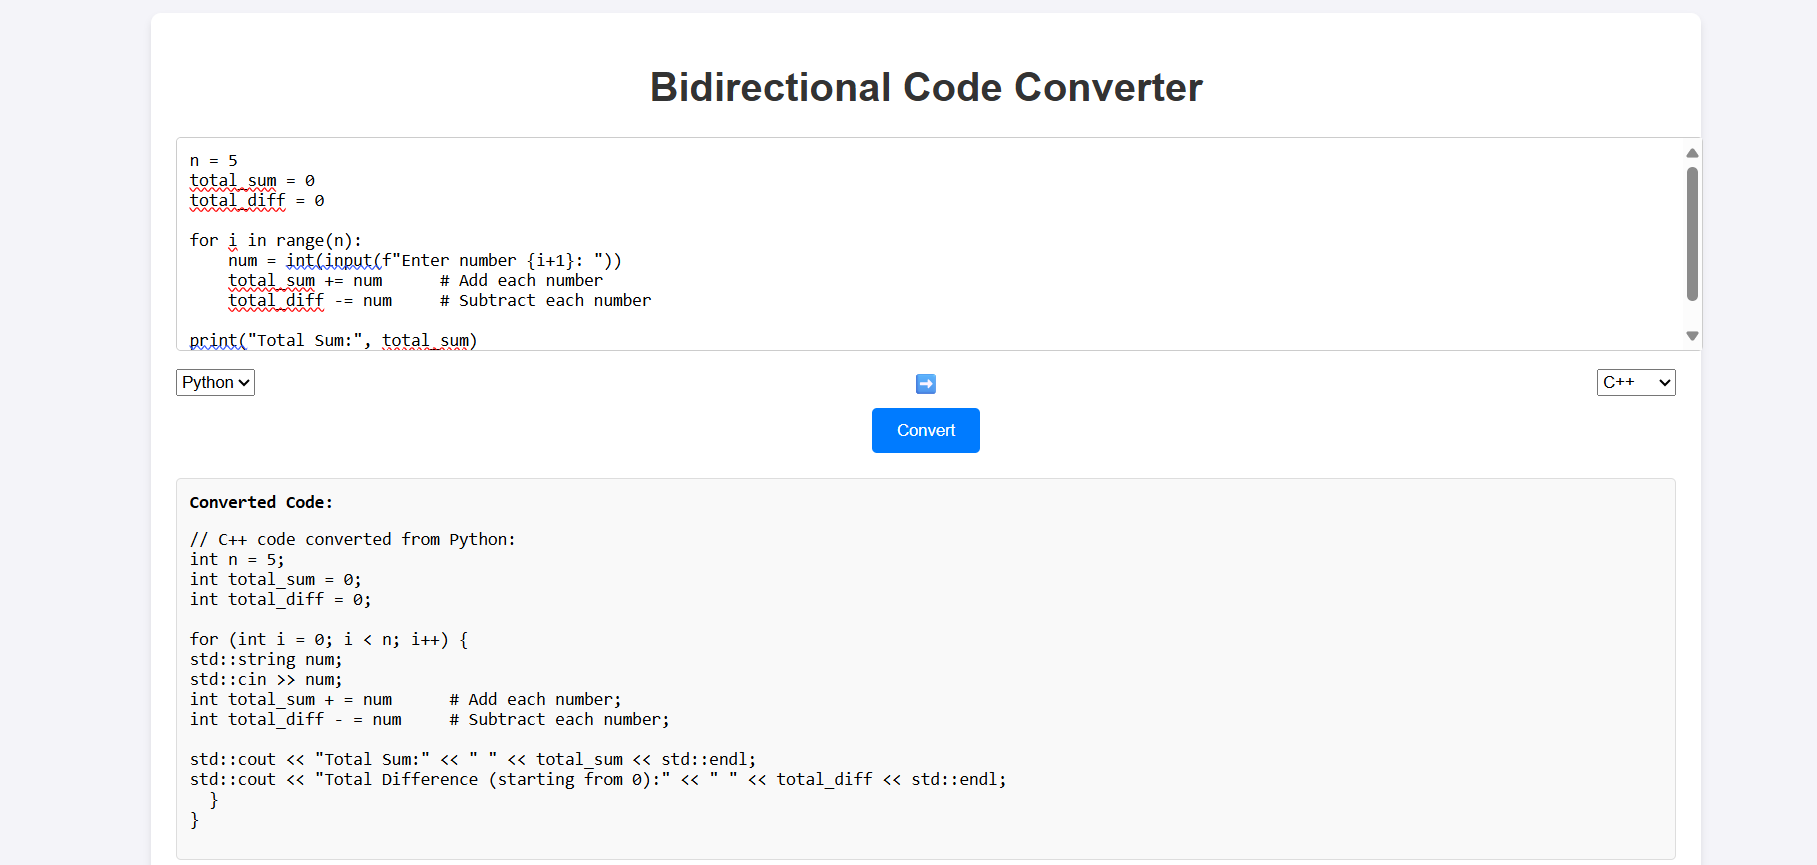 Bidirectional Code Converter
n = 5
total_sum = 0
total_diff = 0
for i in range(n):
    num = int(input(f"Enter number {i+1}: "))
    total_sum += num      # Add each number
    total_diff -= num     # Subtract each number
print("Total Sum:", total_sum)
Python
➡
C++
Convert
Converted Code:
// C++ code converted from Python:
int n = 5;
int total_sum = 0;
int total_diff = 0;
for (int i = 0; i < n; i++) {
std::string num;
std::cin >> num;
int total_sum + = num      # Add each number;
int total_diff - = num     # Subtract each number;
std::cout << "Total Sum:" << " " << total_sum << std::endl;
std::cout << "Total Difference (starting from 0):" << " " << total_diff << std::endl;
  }
}